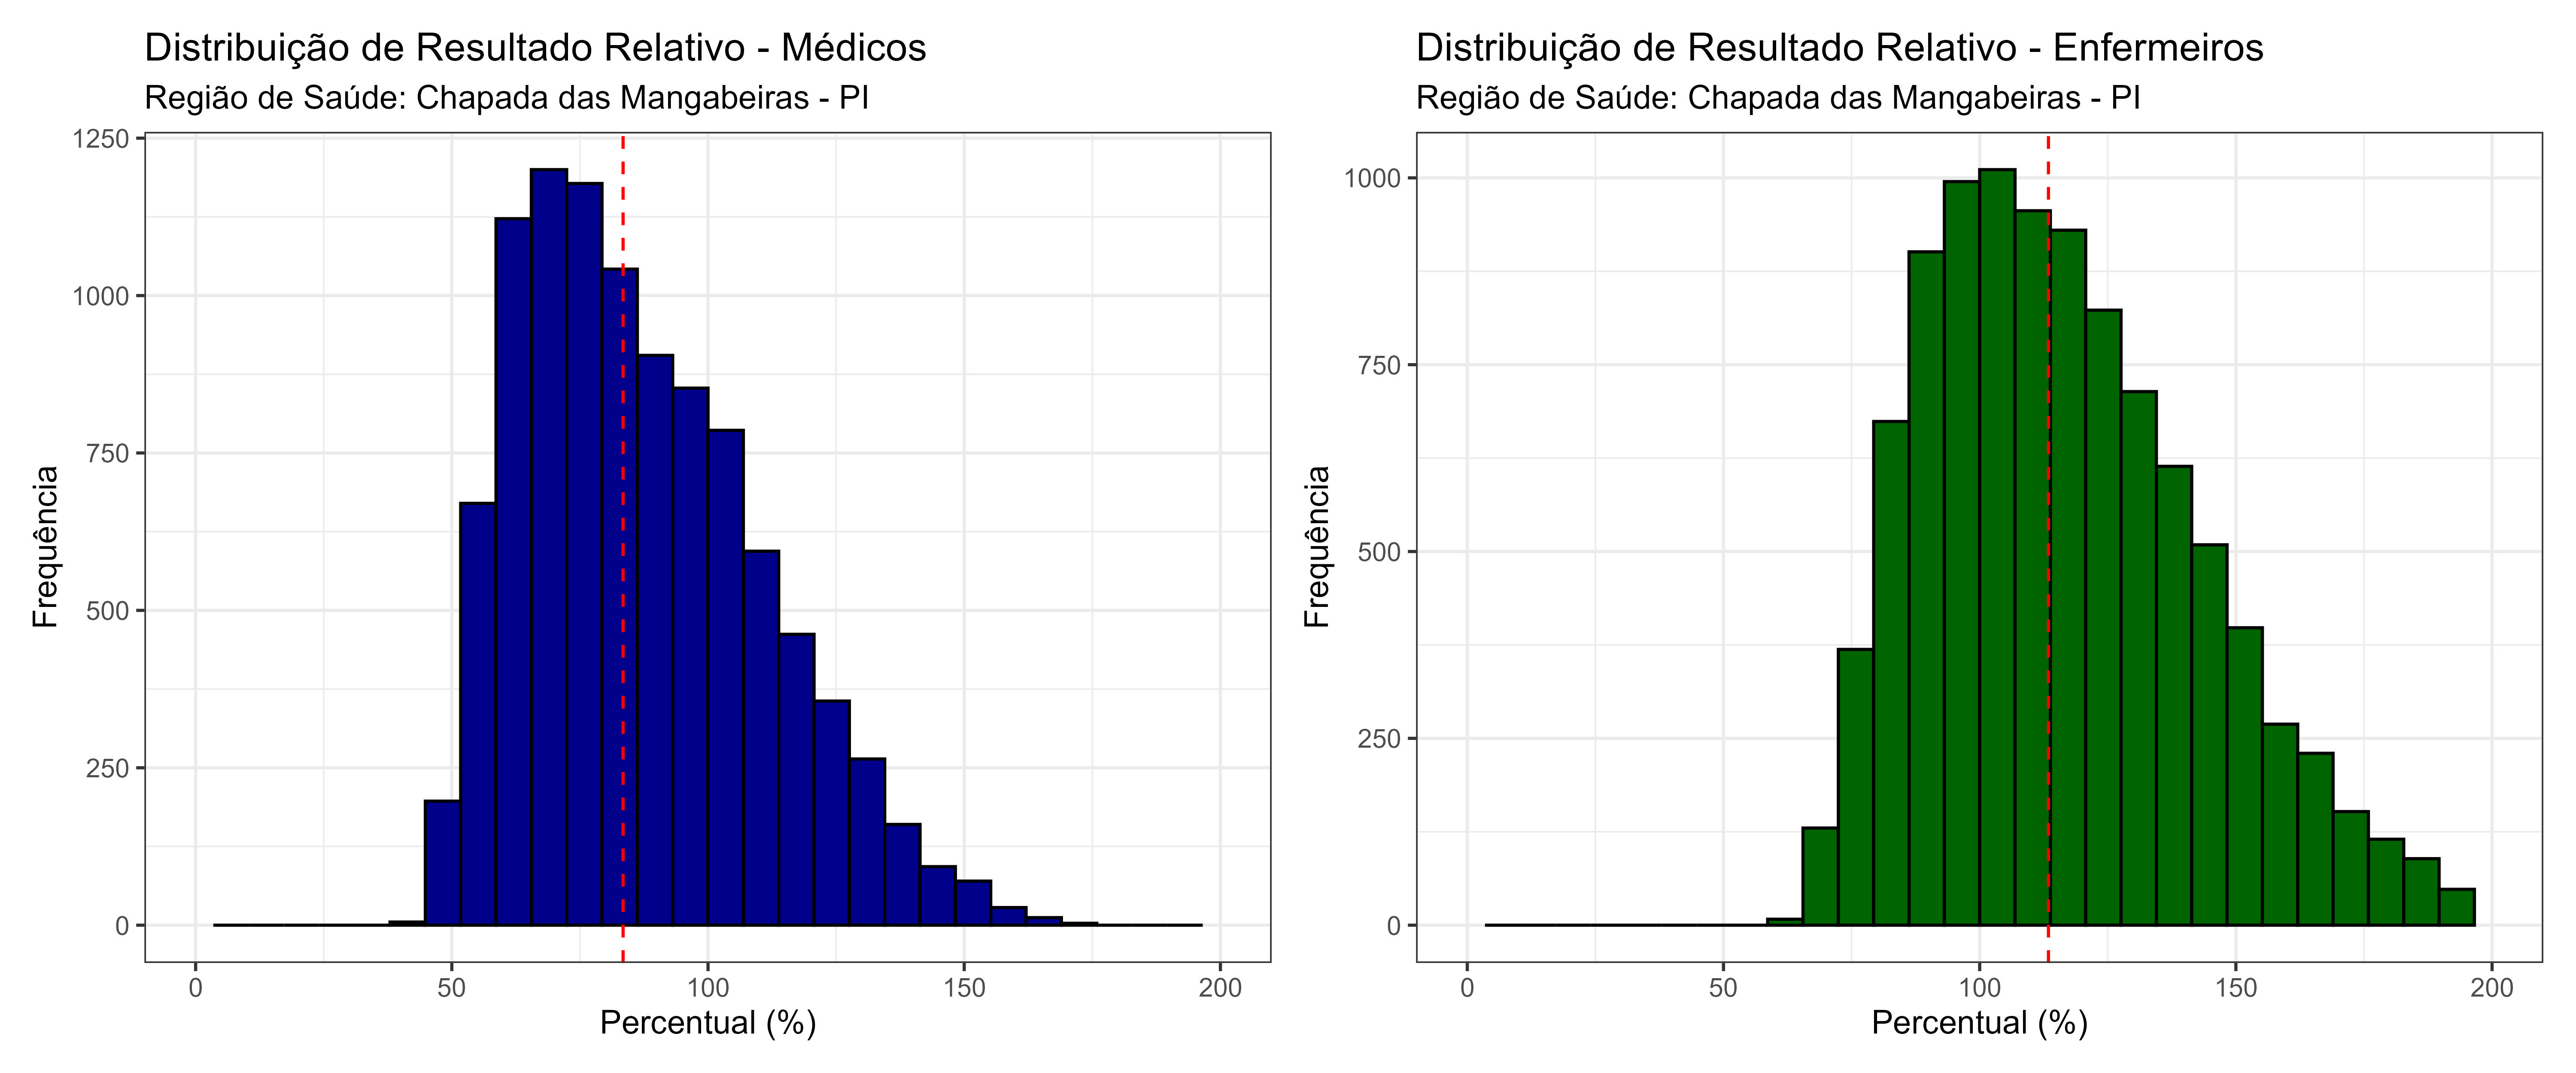 Distribuição de Resultado Relativo - Médicos
Região de Saúde: Chapada das Mangabeiras - PI
1250
1000
750
500
250
0
Frequência
0 50 100 150 200
Percentual (%)
Distribuição de Resultado Relativo - Enfermeiros
Região de Saúde: Chapada das Mangabeiras - PI
1000
750
500
250
0
Frequência
0 50 100 150 200
Percentual (%)